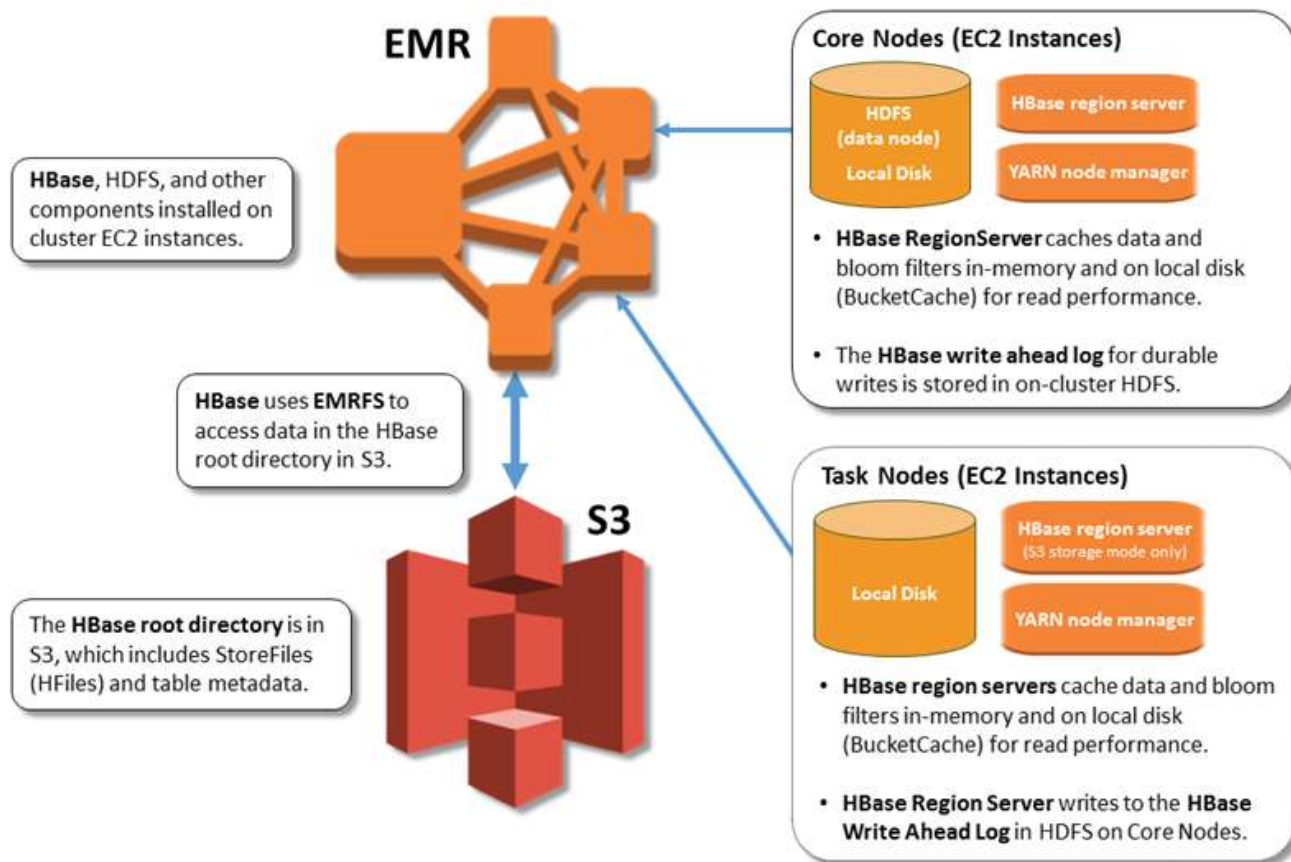 EMR
HBase, HDFS, and other
components installed on
cluster EC2 instances.
HBase uses EMRFS to
access data in the HBase
root directory in S3.
S3
The HBase root directory is in
S3, which includes StoreFiles
(HFiles) and table metadata.
Core Nodes (EC2 Instances)
HDFS
(data node)
Local Disk
HBase region server
YARN node manager
• HBase RegionServer caches data and
bloom filters in-memory and on local disk
(BucketCache) for read performance.
• The HBase write ahead log for durable
writes is stored in on-cluster HDFS.
Task Nodes (EC2 Instances)
Local Disk
HBase region server
(S3 storage mode only)
YARN node manager
• HBase region servers cache data and bloom
filters in-memory and on local disk
(BucketCache) for read performance.
• HBase Region Server writes to the HBase
Write Ahead Log in HDFS on Core Nodes.